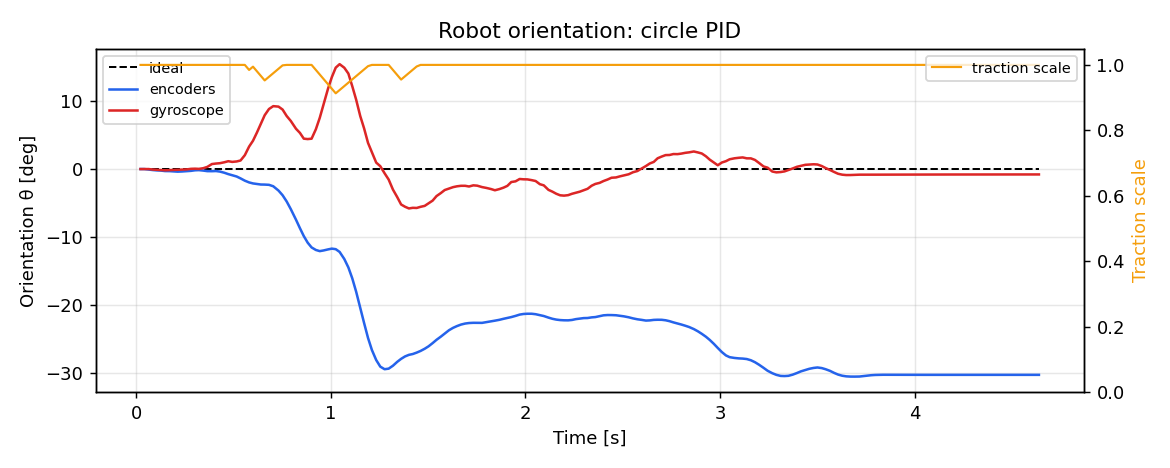 Robot orientation: circle PID
ideal
encoders
gyroscope
traction scale
Orientation θ [deg]
10
0
−10
−20
−30
1.0
0.8
0.6
0.4
0.2
0.0
Traction scale
0 1 2 3 4
Time [s]